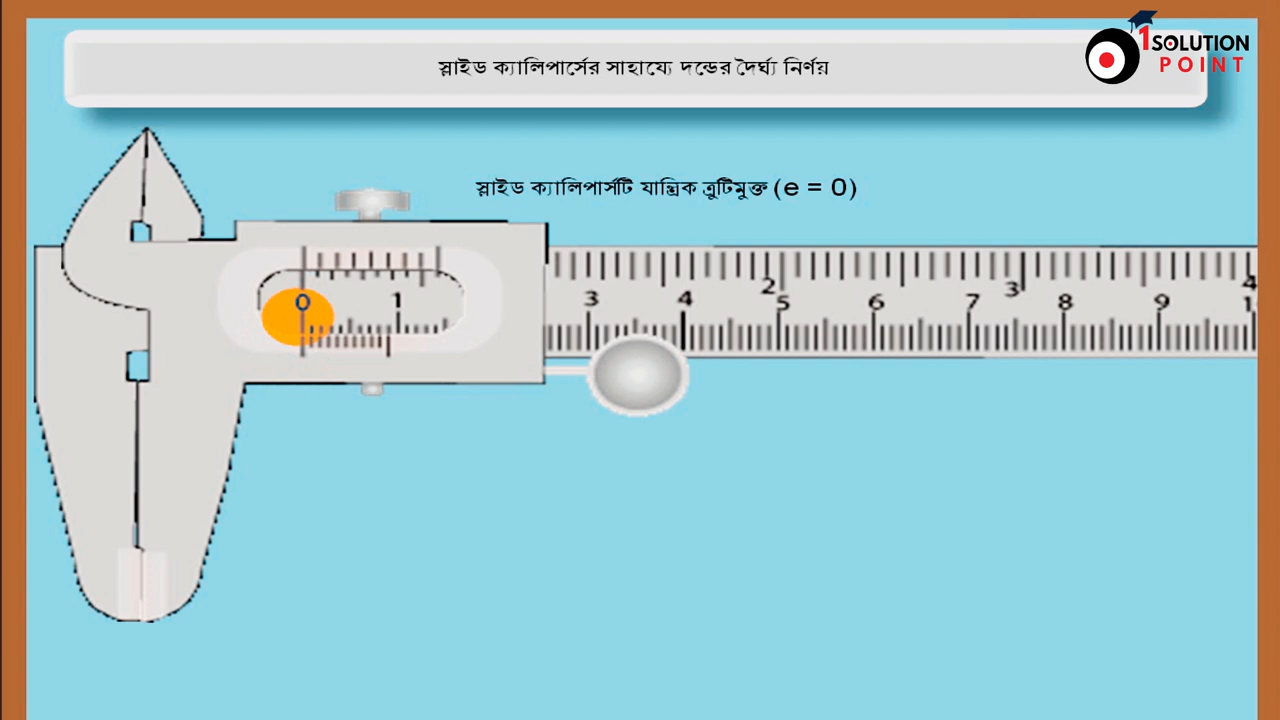 1SOLUTION
POINT
স্লাইড ক্যালিপার্সের সাহায্যে দন্ডের দৈর্ঘ্য নির্ণয়
স্লাইড ক্যালিপার্সটি যান্ত্রিক ত্রুটিমুক্ত (e = 0)
2 3 4
0 1 3 4 5 6 7 8 9 1